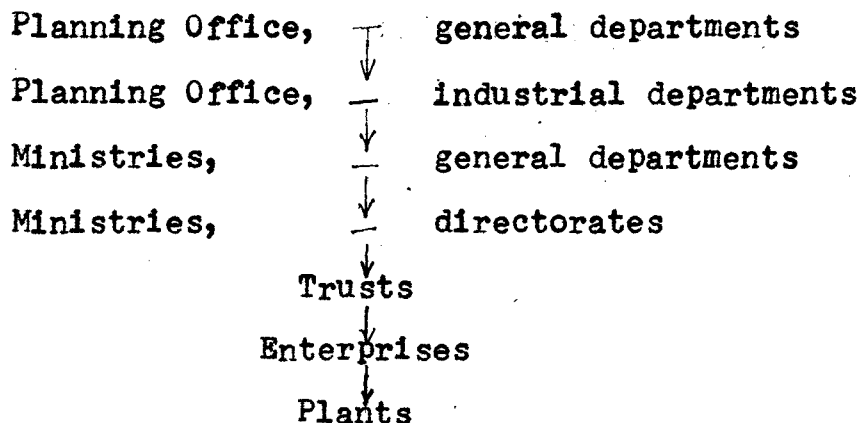 Planning Office, general departments
Planning Office, industrial departments
Ministries, general departments
Ministries, directorates
Trusts
Enterprises
Plants